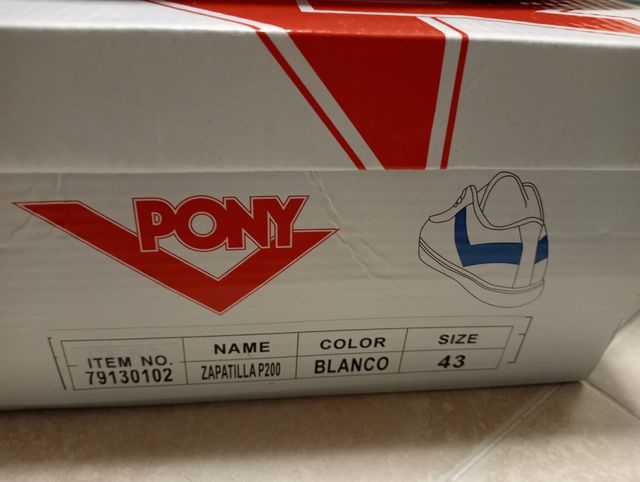 PONY
ITEM NO. NAME COLOR SIZE
79130102 ZAPATILLA P200 BLANCO 43